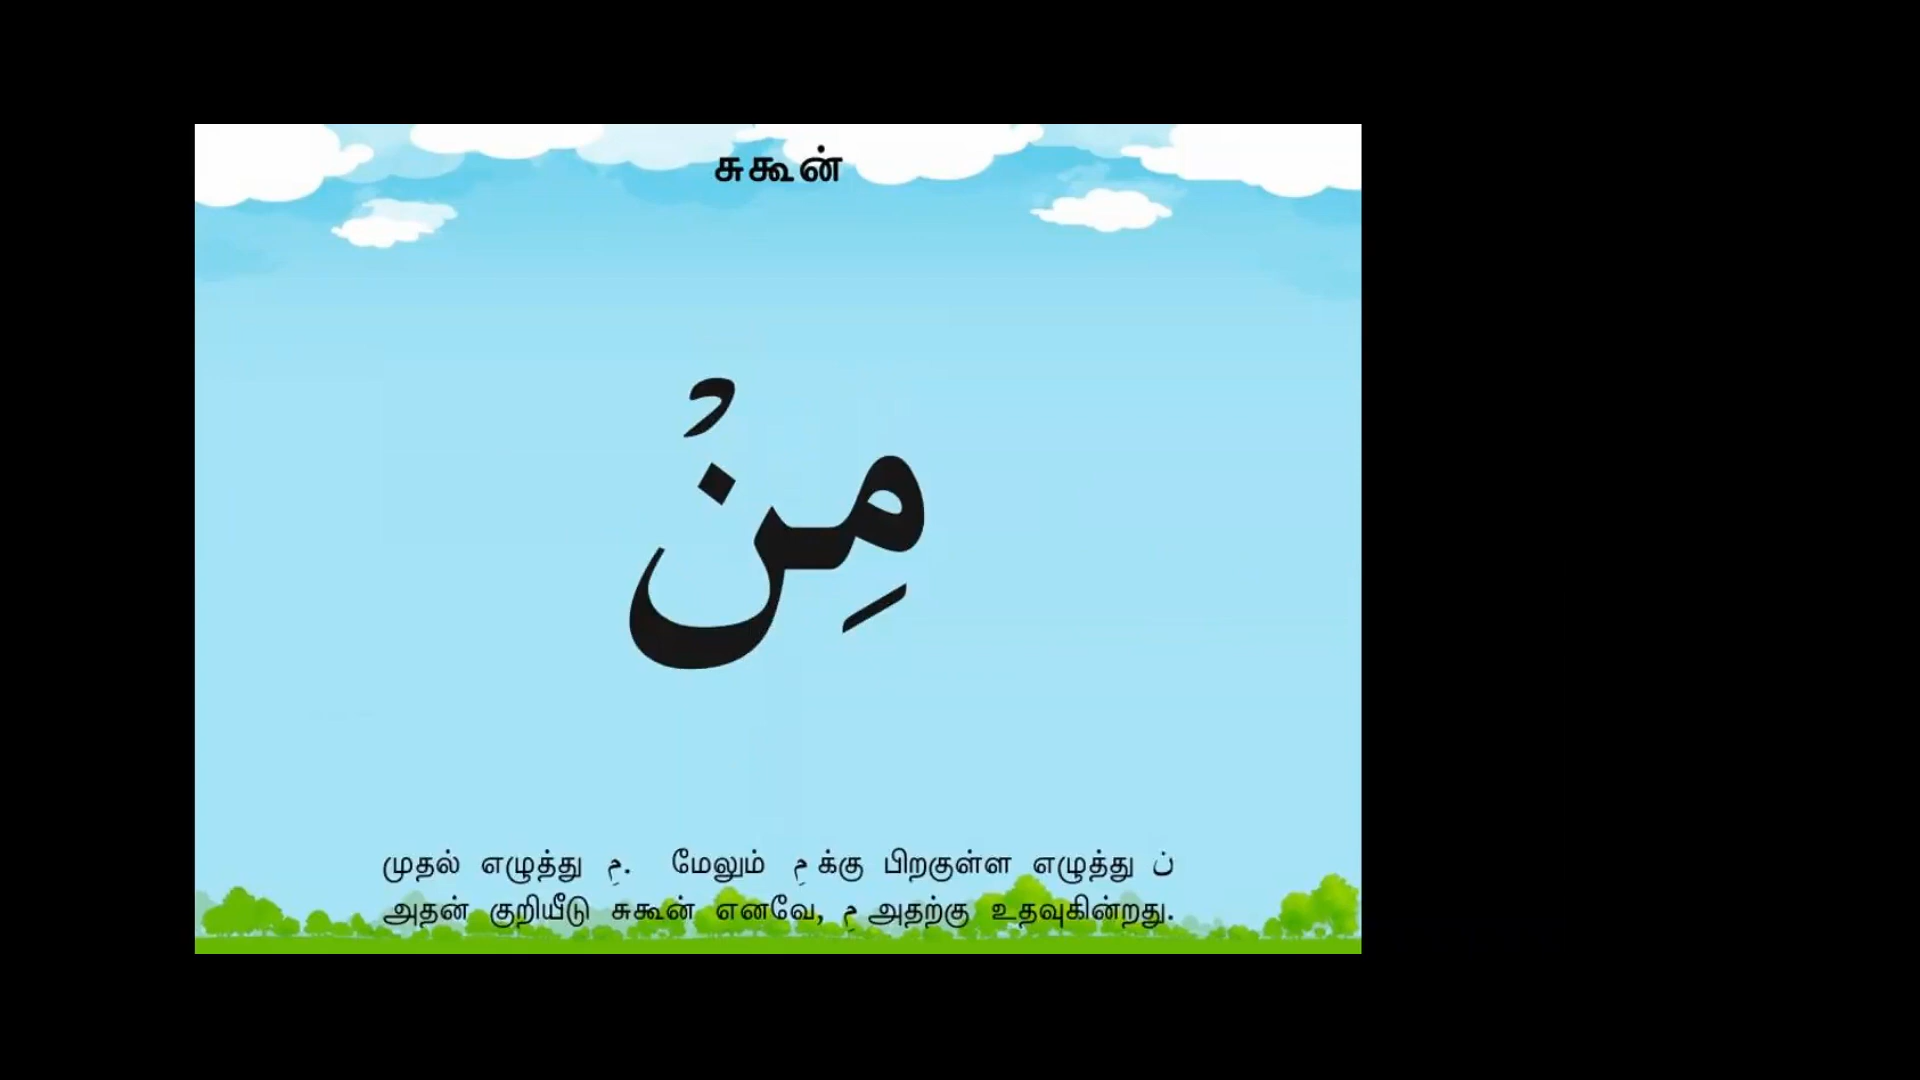 சுகூன்
مِنْ
முதல் எழுத்து مِ. மேலும் مِ க்கு பிறகுள்ள எழுத்து ن
அதன் குறியீடு சுகூன் எனவே, مِ அதற்கு உதவுகின்றது.